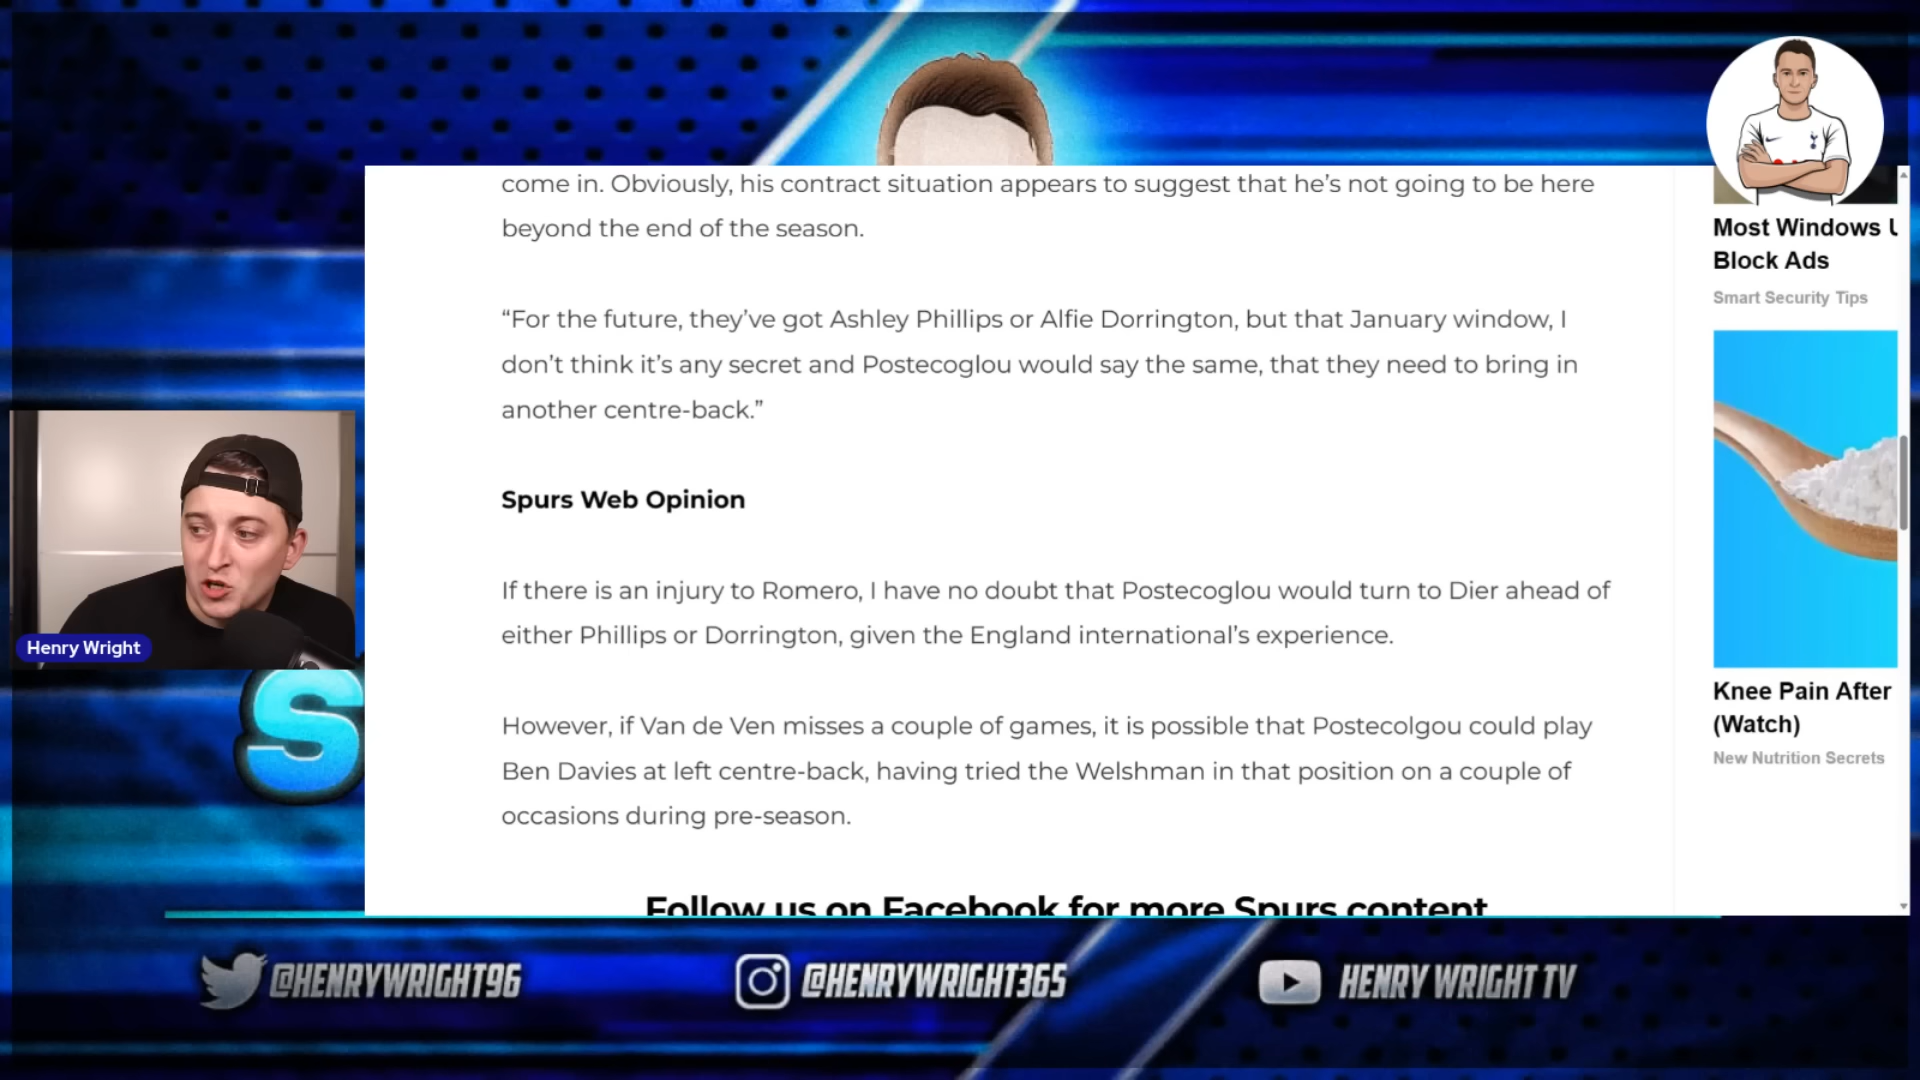 come in. Obviously, his contract situation appears to suggest that he’s not going to be here
beyond the end of the season.
“For the future, they’ve got Ashley Phillips or Alfie Dorrington, but that January window, I
don’t think it’s any secret and Postecoglou would say the same, that they need to bring in
another centre-back.”
Spurs Web Opinion
If there is an injury to Romero, I have no doubt that Postecoglou would turn to Dier ahead of
either Phillips or Dorrington, given the England international’s experience.
However, if Van de Ven misses a couple of games, it is possible that Postecolgou could play
Ben Davies at left centre-back, having tried the Welshman in that position on a couple of
occasions during pre-season.
Follow us on Facebook for more Spurs content
Most Windows U
Block Ads
Smart Security Tips
Knee Pain After
(Watch)
New Nutrition Secrets
Henry Wright
S
@HENRYWRIGHT96
@HENRYWRIGHT365
HENRY WRIGHT TV